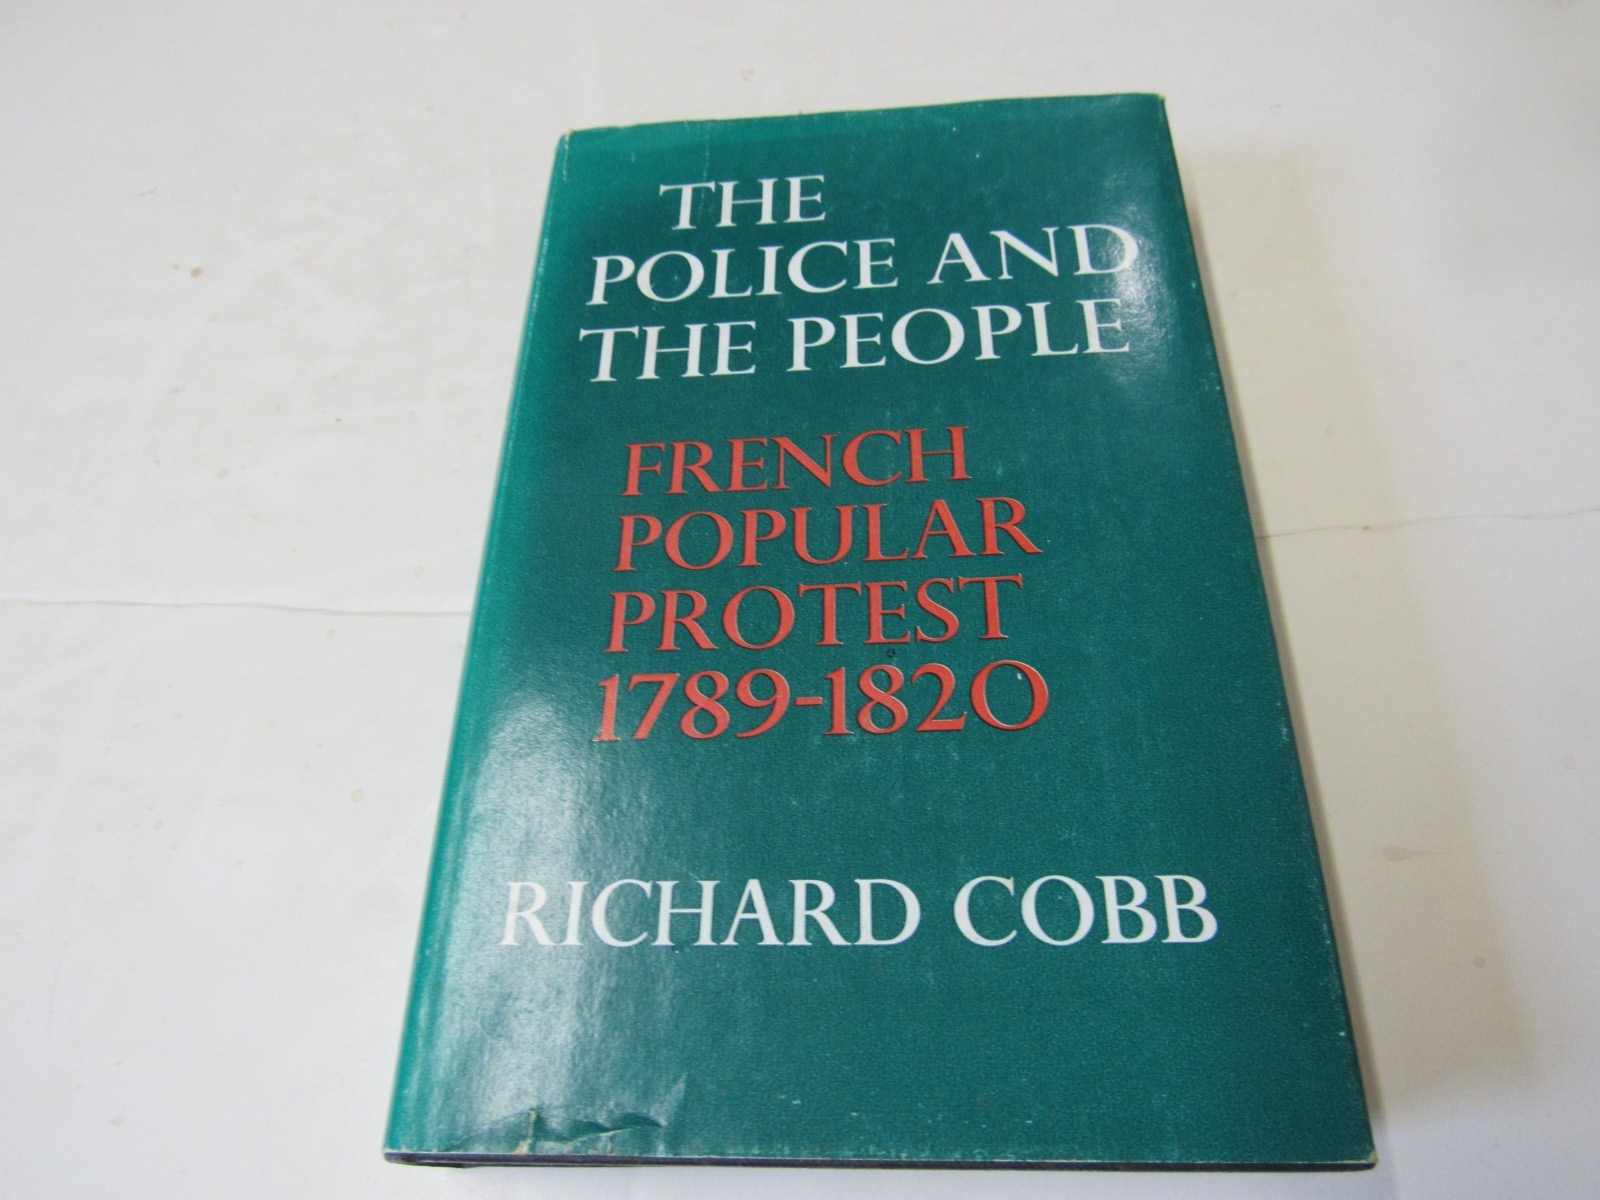 THE
POLICE AND
THE PEOPLE
FRENCH
POPULAR
PROTEST
1789-1820
RICHARD COBB